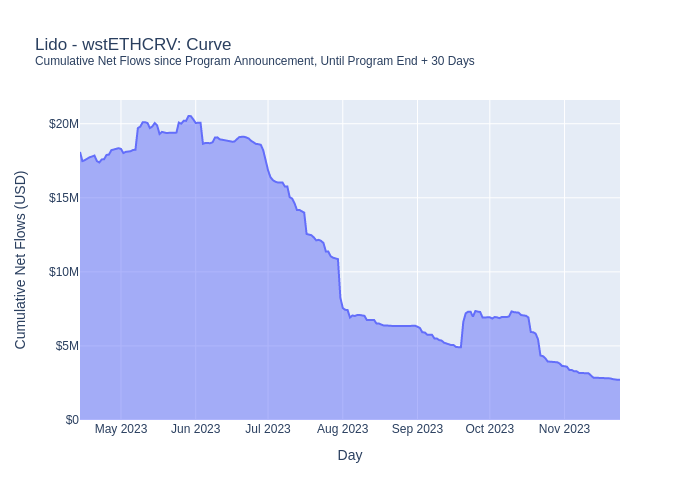 Lido - wstETHCRV: Curve
Cumulative Net Flows since Program Announcement, Until Program End + 30 Days
Cumulative Net Flows (USD)
$20M
$15M
$10M
$5M
$0
May 2023 Jun 2023 Jul 2023 Aug 2023 Sep 2023 Oct 2023 Nov 2023
Day